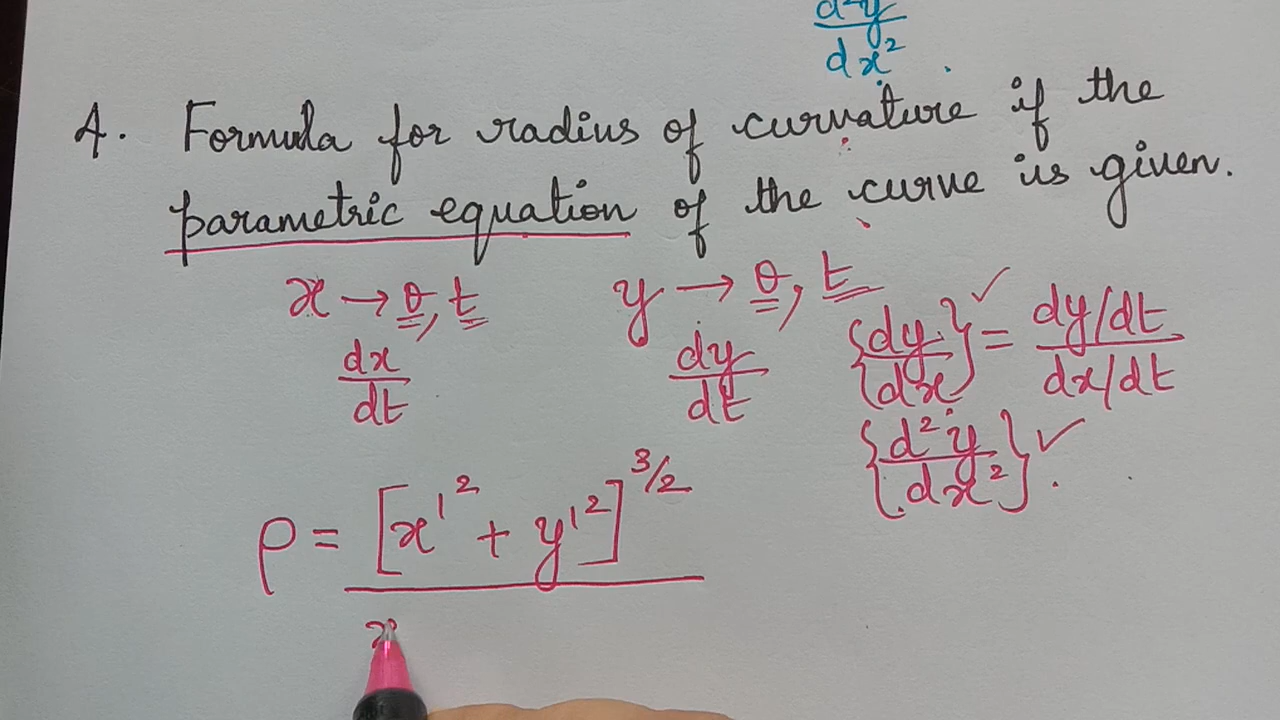 d²y
dx²
4. Formula for radius of curvature if the
parametric equation of the curve is given.
x → θ, t y → θ, t
dx/dt dy/dt {dy/dx} ✓ = dy/dt / dx/dt
{d²y/dx²} ✓.
ρ = [x'² + y'²]^3/2
x